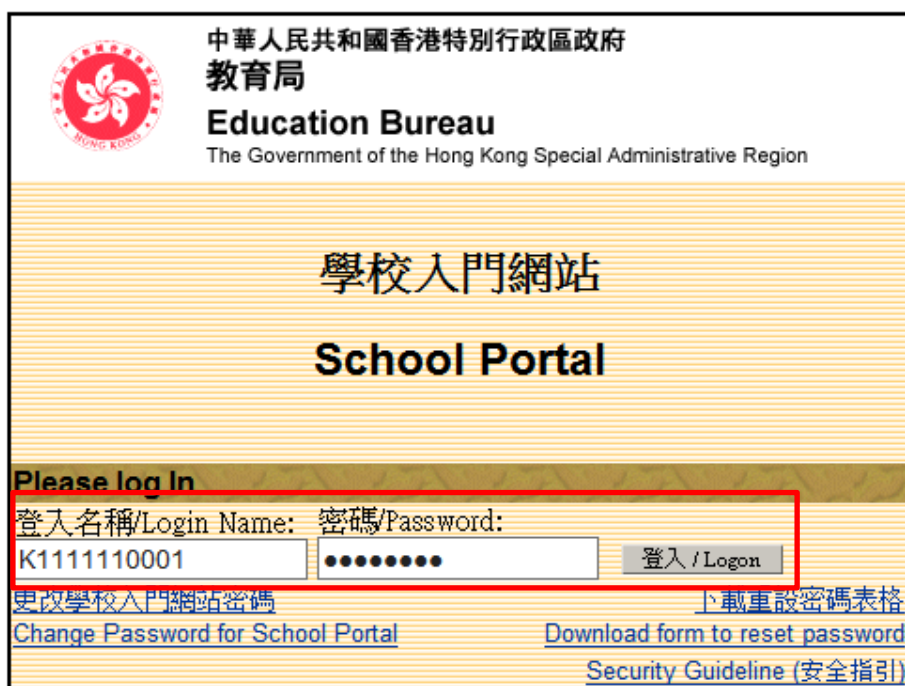 中華人民共和國香港特別行政區政府
教育局
Education Bureau
The Government of the Hong Kong Special Administrative Region
HONG KONG
學校入門網站
School Portal
Please log In
登入名稱/Login Name: 密碼/Password:
K1111110001 ●●●●●●●● 登入 / Logon
更改學校入門網站密碼 下載重設密碼表格
Change Password for School Portal Download form to reset password
Security Guideline (安全指引)